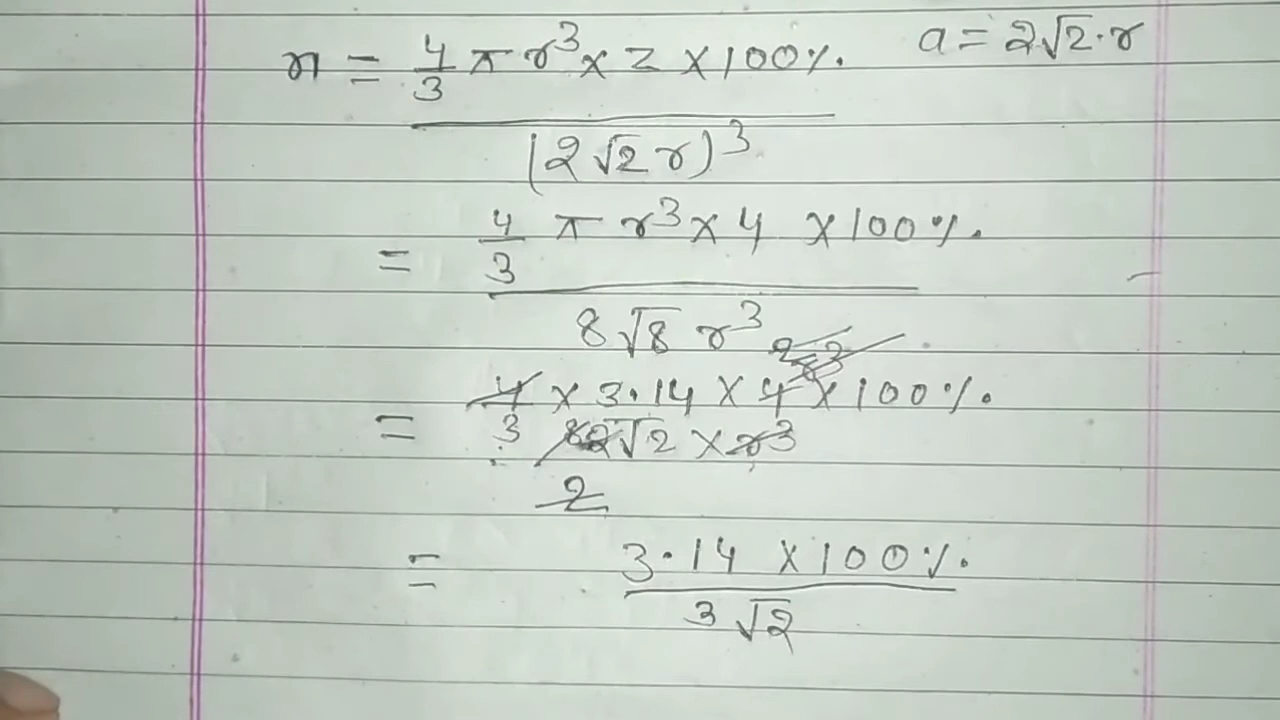 n = 4/3 π r³ × Z × 100%. a = 2√2·r
(2√2 r)³
= 4/3 π r³ × 4 × 100%.
8√8 r³
= 4 × 3.14 × 4 × 100%.
3 √2 × r³
2
= 3.14 × 100%.
3√2